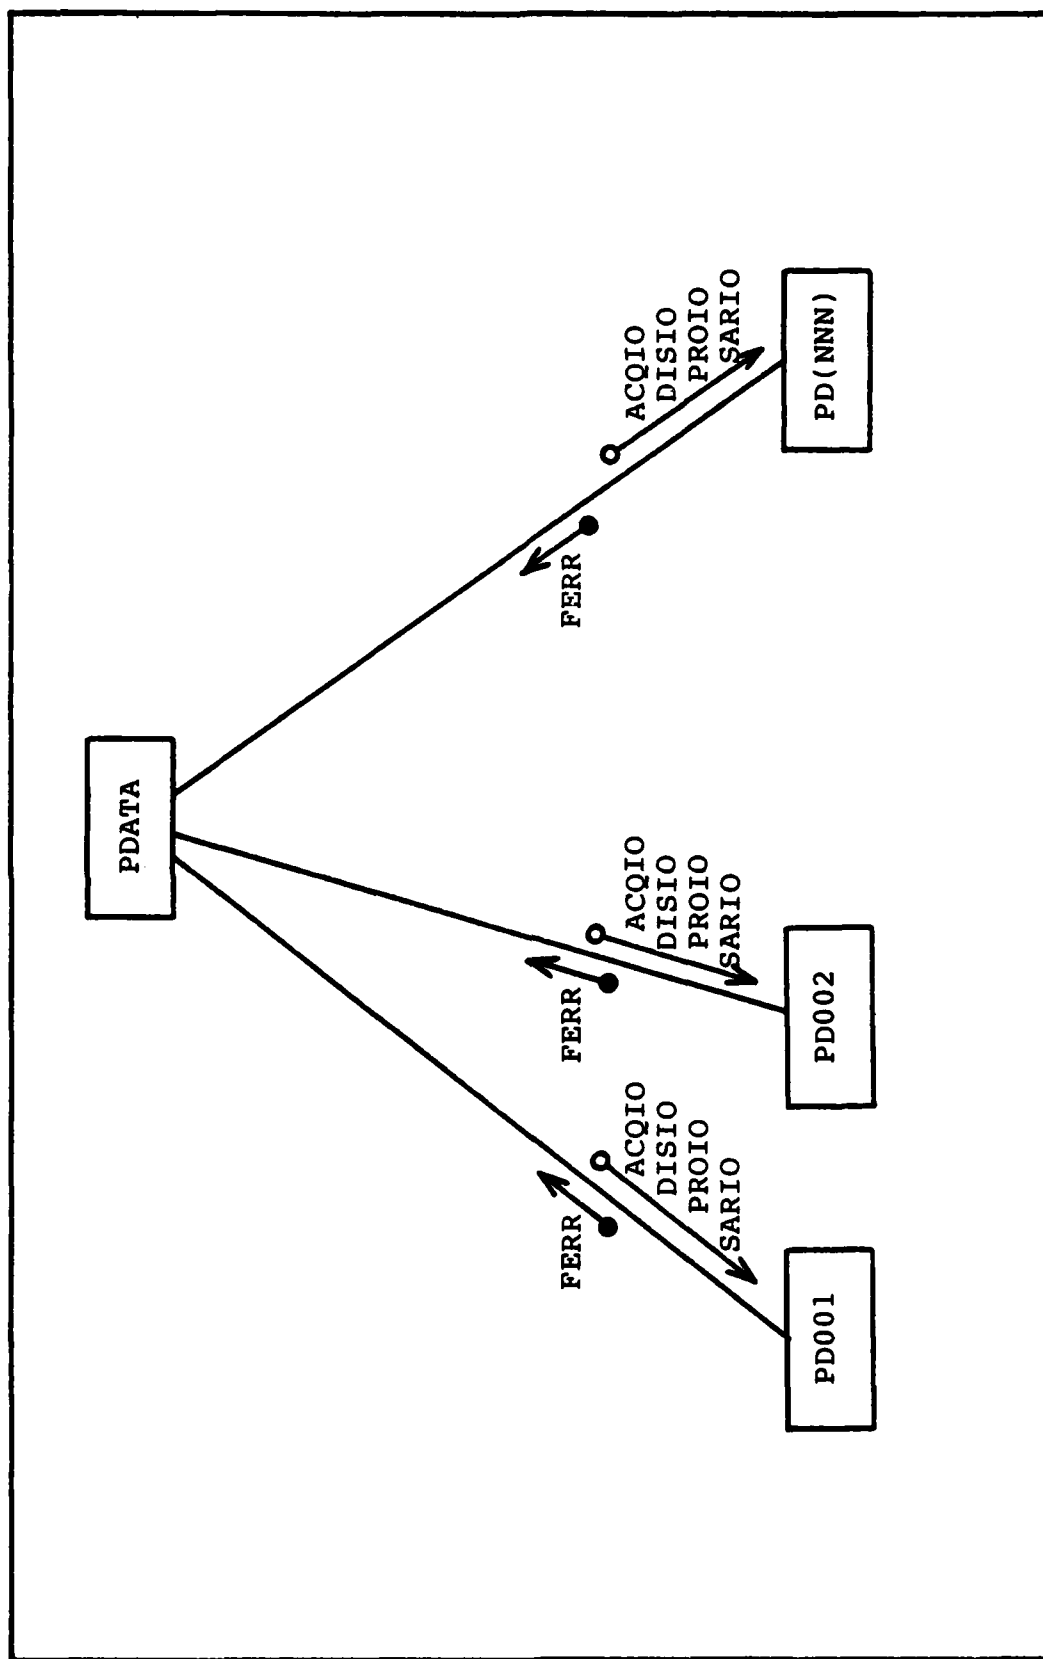 PDATA
FERR
ACQIO
DISIO
PROIO
SARIO
FERR
ACQIO
DISIO
PROIO
SARIO
FERR
ACQIO
DISIO
PROIO
SARIO
PD001
PD002
PD(NNN)